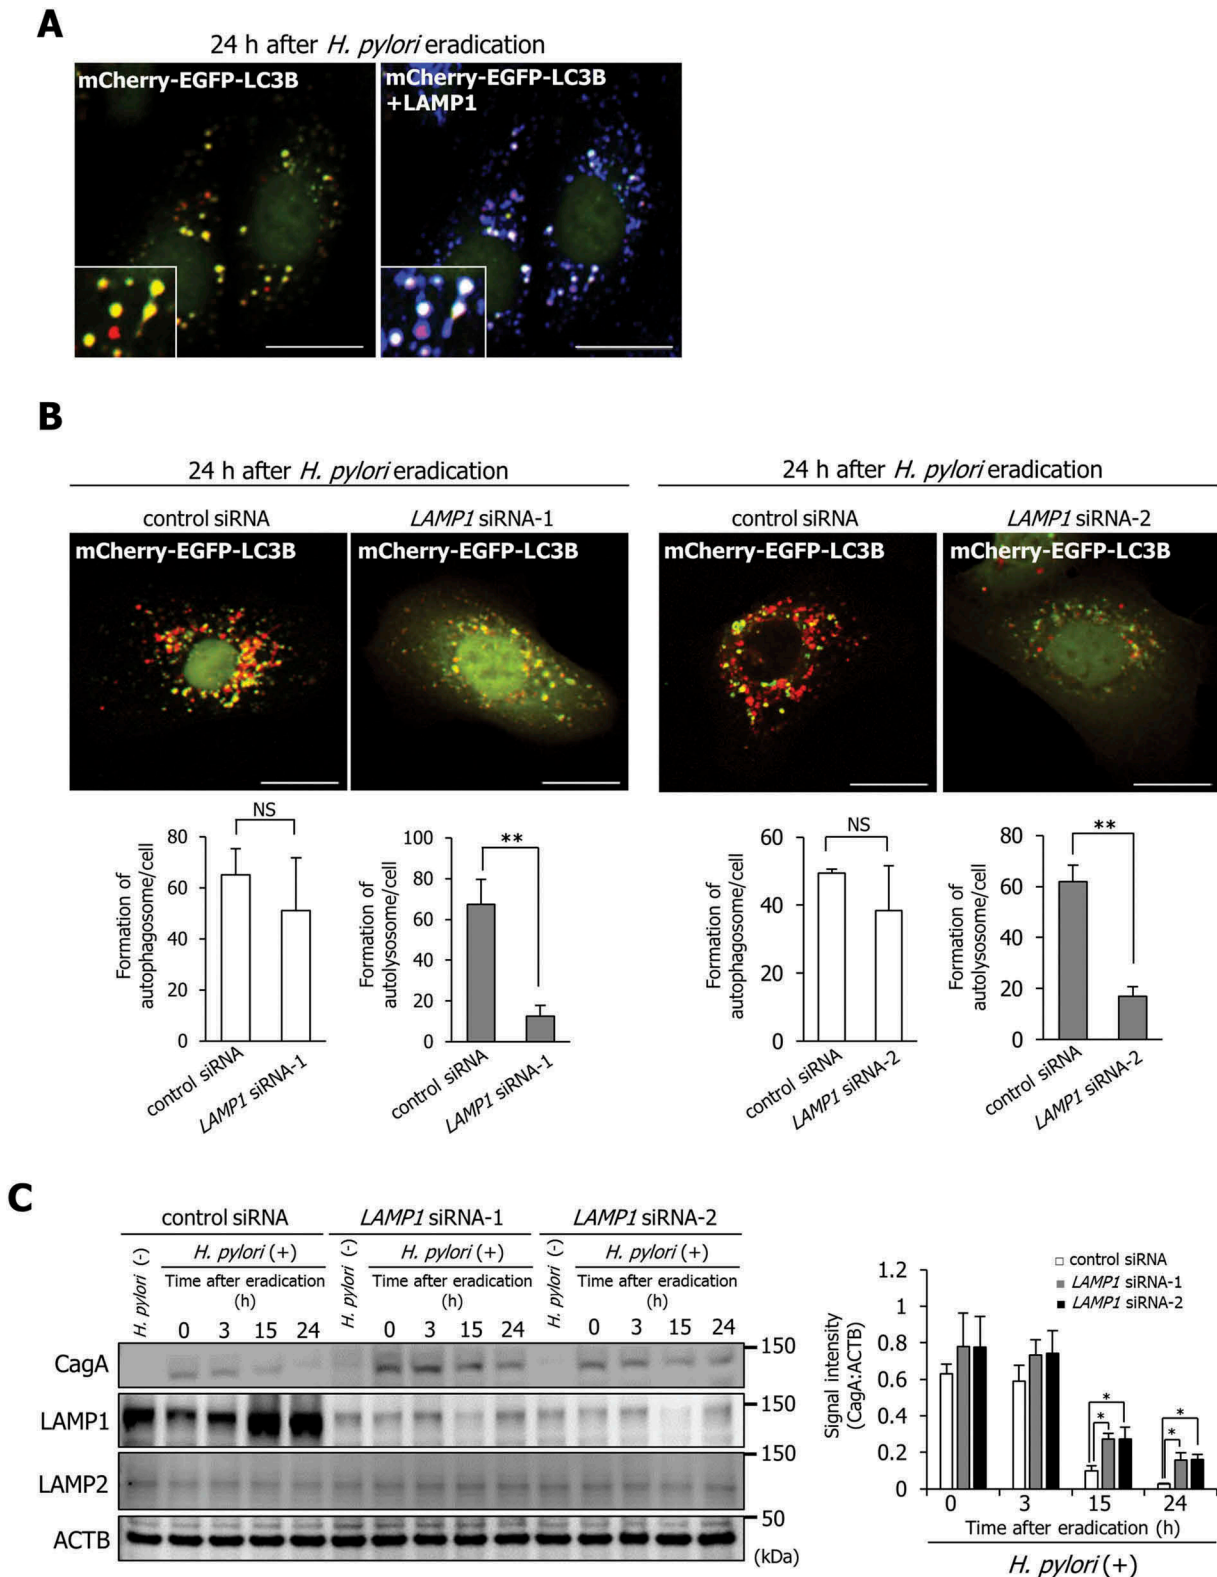 A
24 h after H. pylori eradication
mCherry-EGFP-LC3B
mCherry-EGFP-LC3B
+LAMP1
B
24 h after H. pylori eradication
24 h after H. pylori eradication
control siRNA
LAMP1 siRNA-1
control siRNA
LAMP1 siRNA-2
mCherry-EGFP-LC3B
mCherry-EGFP-LC3B
mCherry-EGFP-LC3B
mCherry-EGFP-LC3B
Formation of
autophagosome/cell
80
60
40
20
0
NS
control siRNA
LAMP1 siRNA-1
Formation of
autolysosome/cell
100
80
60
40
20
0
**
control siRNA
LAMP1 siRNA-1
Formation of
autophagosome/cell
60
40
20
0
NS
control siRNA
LAMP1 siRNA-2
Formation of
autolysosome/cell
80
60
40
20
0
**
control siRNA
LAMP1 siRNA-2
C
control siRNA
LAMP1 siRNA-1
LAMP1 siRNA-2
H. pylori (-)
H. pylori (+)
Time after eradication
(h)
0 3 15 24
H. pylori (-)
H. pylori (+)
Time after eradication
(h)
0 3 15 24
H. pylori (-)
H. pylori (+)
Time after eradication
(h)
0 3 15 24
CagA
150
LAMP1
150
LAMP2
150
ACTB
50
(kDa)
control siRNA
LAMP1 siRNA-1
LAMP1 siRNA-2
Signal intensity
(CagA:ACTB)
1.2
1
0.8
0.6
0.4
0.2
0
*
*
*
*
0 3 15 24
Time after eradication (h)
H. pylori (+)